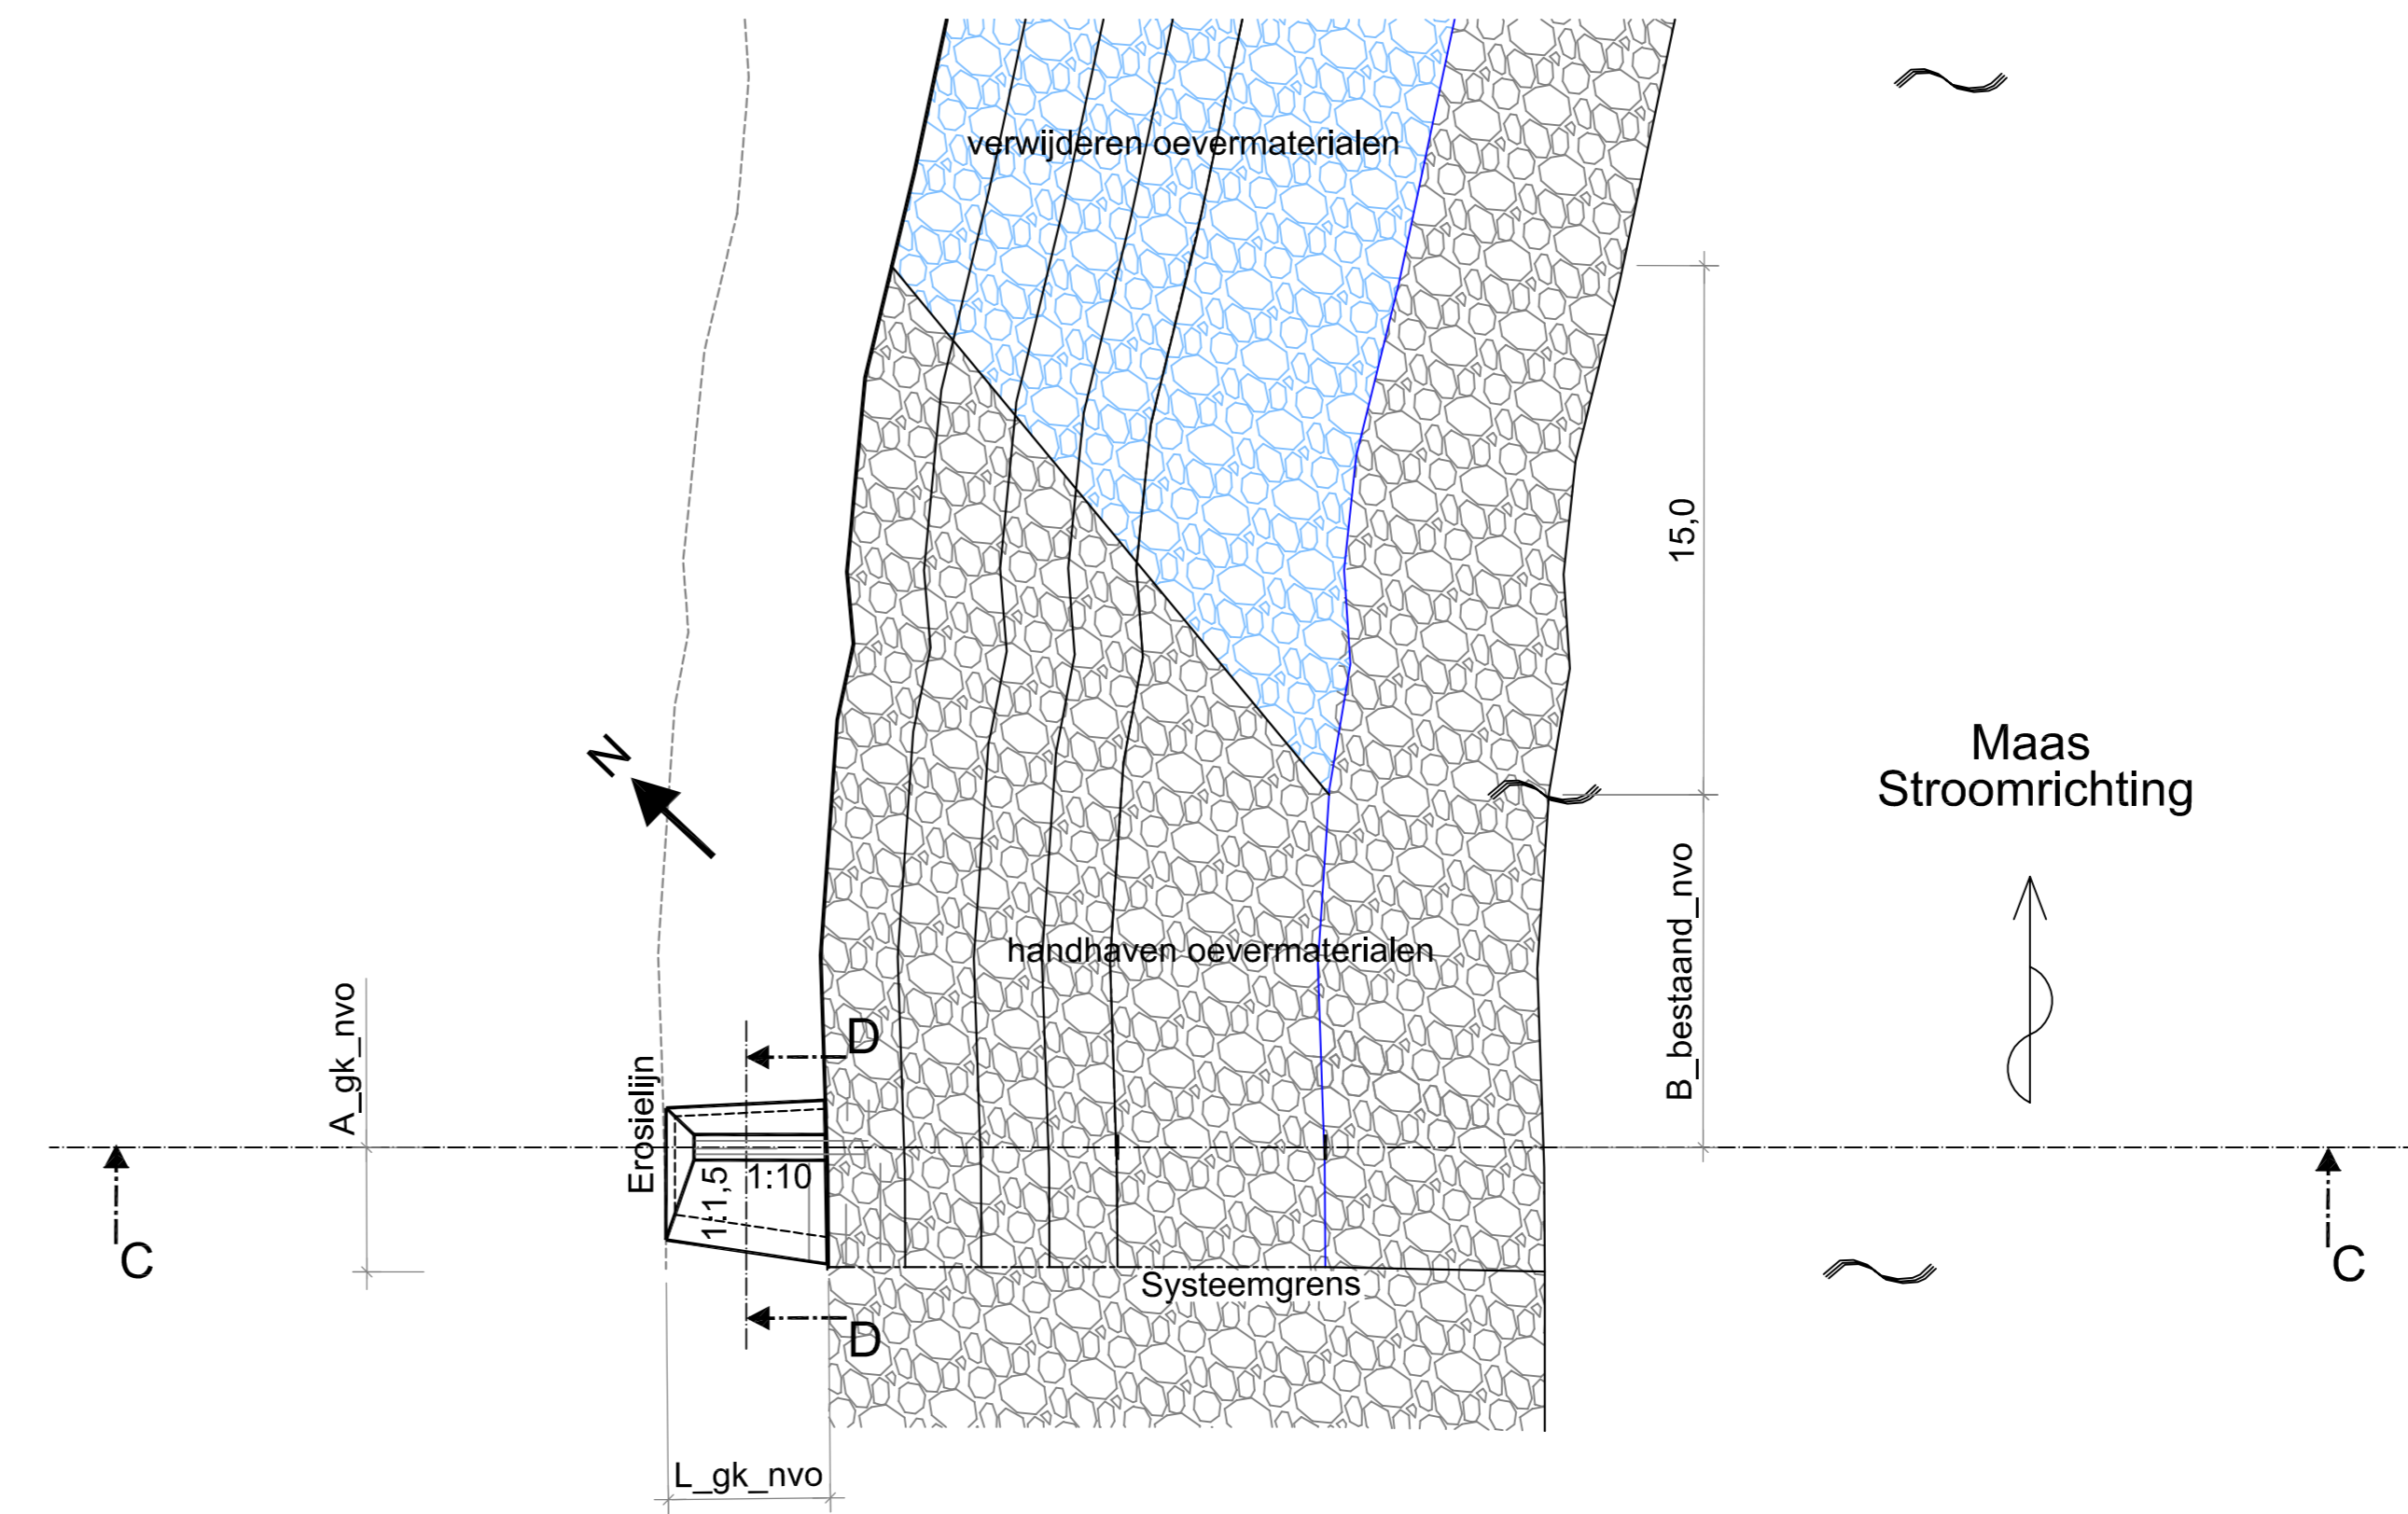 verwijderen oevermaterialen
15,0
N
Maas
Stroomrichting
B_bestaand_nvo
handhaven oevermaterialen
A_gk_nvo
D
Erosielijn
1:1,5
1:10
C
C
Systeemgrens
D
L_gk_nvo